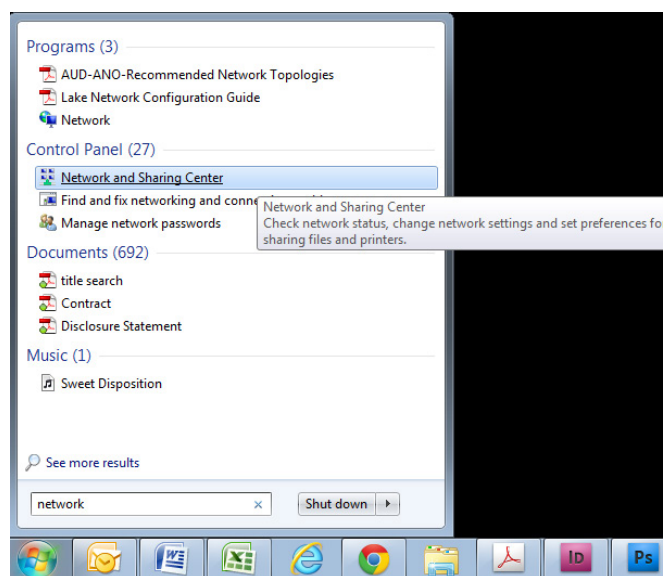 Programs (3)
AUD-ANO-Recommended Network Topologies
Lake Network Configuration Guide
Network
Control Panel (27)
Network and Sharing Center
Find and fix networking and
Manage network passwords
Network and Sharing Center
Check network status, change network settings and set preferences fo
sharing files and printers.
Documents (692)
title search
Contract
Disclosure Statement
Music (1)
Sweet Disposition
See more results
network
Shut down
ID
Ps